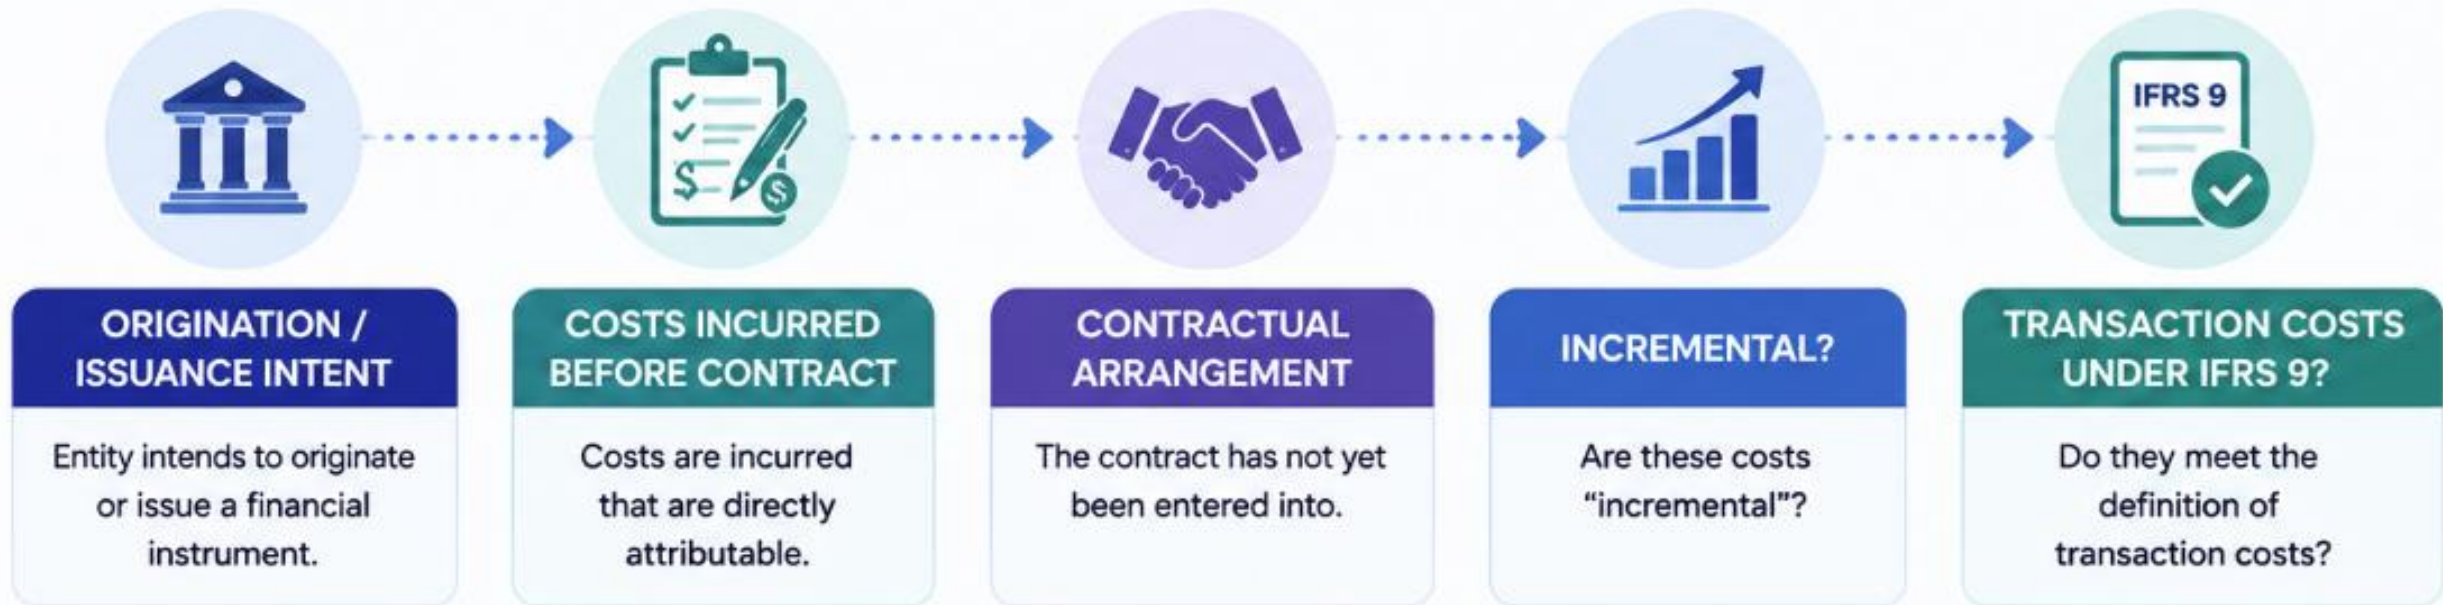 IFRS 9
$
$
ORIGINATION /
ISSUANCE INTENT
Entity intends to originate
or issue a financial
instrument.
COSTS INCURRED
BEFORE CONTRACT
Costs are incurred
that are directly
attributable.
CONTRACTUAL
ARRANGEMENT
The contract has not yet
been entered into.
INCREMENTAL?
Are these costs
“incremental”?
TRANSACTION COSTS
UNDER IFRS 9?
Do they meet the
definition of
transaction costs?